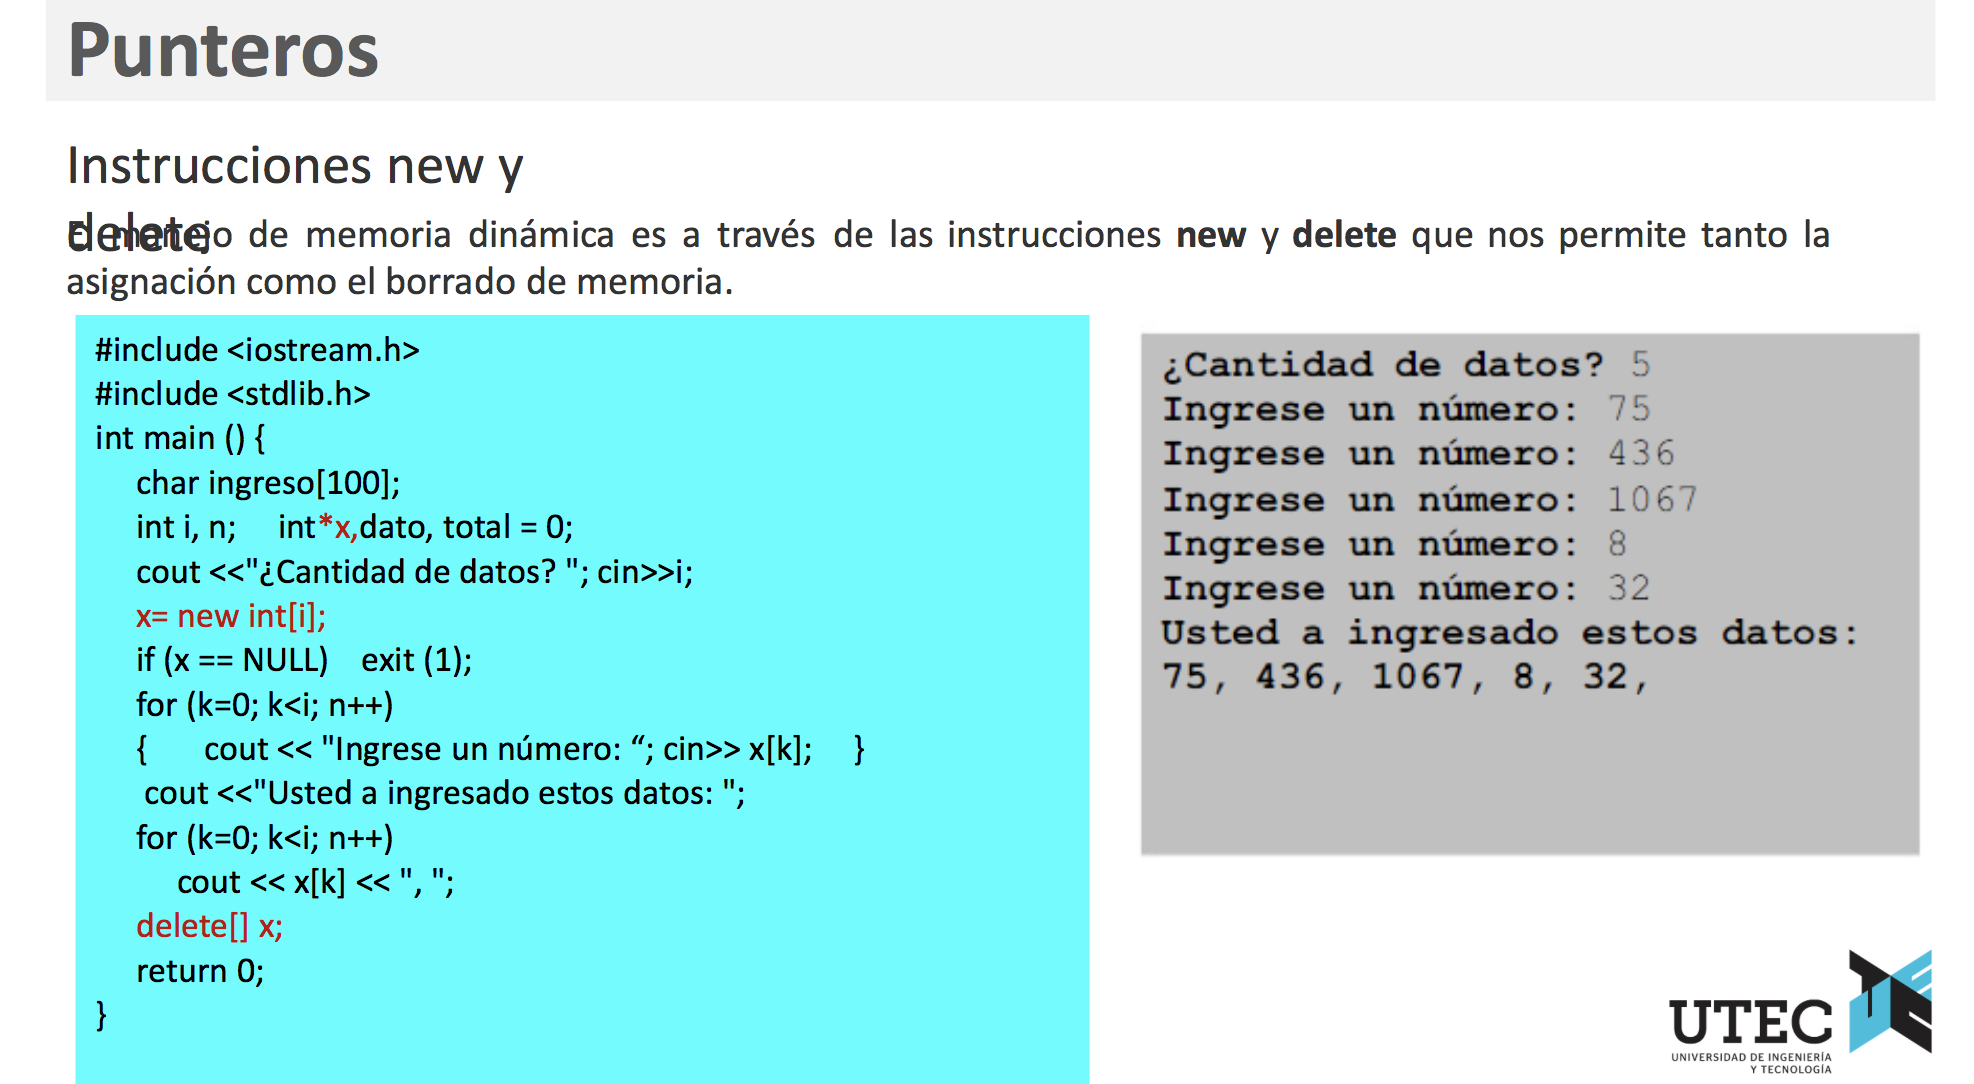 Punteros
Instrucciones new y
delete
El manejo de memoria dinámica es a través de las instrucciones new y delete que nos permite tanto la
asignación como el borrado de memoria.
#include <iostream.h>
#include <stdlib.h>
int main () {
char ingreso[100];
int i, n;     int*x,dato, total = 0;
cout <<"¿Cantidad de datos? "; cin>>i;
x= new int[i];
if (x == NULL)    exit (1);
for (k=0; k<i; n++)
{       cout << "Ingrese un número: “; cin>> x[k];     }
cout <<"Usted a ingresado estos datos: ";
for (k=0; k<i; n++)
cout << x[k] << ", ";
delete[] x;
return 0;
}
¿Cantidad de datos? 5
Ingrese un número: 75
Ingrese un número: 436
Ingrese un número: 1067
Ingrese un número: 8
Ingrese un número: 32
Usted a ingresado estos datos:
75, 436, 1067, 8, 32,
UTEC
UNIVERSIDAD DE INGENIERÍA
Y TECNOLOGÍA